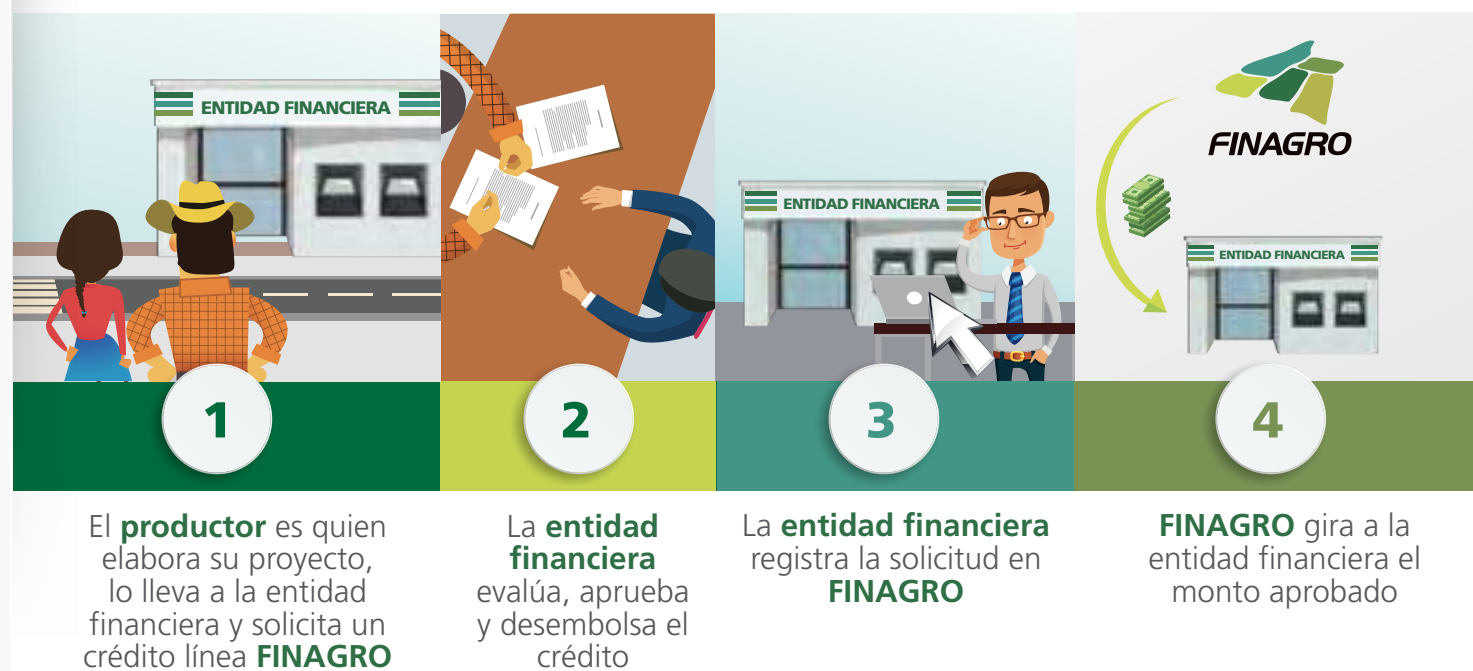 ENTIDAD FINANCIERA
ENTIDAD FINANCIERA
FINAGRO
ENTIDAD FINANCIERA
1
2
3
4
El productor es quien
elabora su proyecto,
lo lleva a la entidad
financiera y solicita un
crédito línea FINAGRO
La entidad
financiera
evalúa, aprueba
y desembolsa el
crédito
La entidad financiera
registra la solicitud en
FINAGRO
FINAGRO gira a la
entidad financiera el
monto aprobado